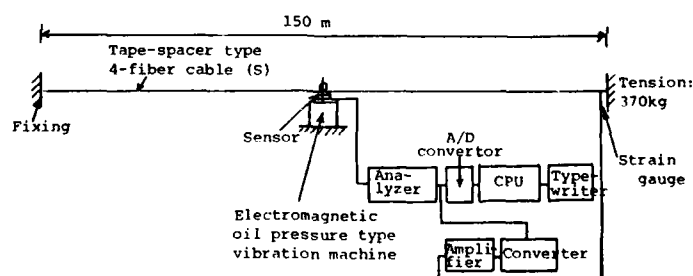 150 m
Tape-spacer type
4-fiber cable (S)
Tension:
370kg
Fixing
Sensor
A/D
convertor
Strain
gauge
Ana-
lyzer
CPU
Type-
writer
Electromagnetic
oil pressure type
vibration machine
Ampli-
fier
Converter